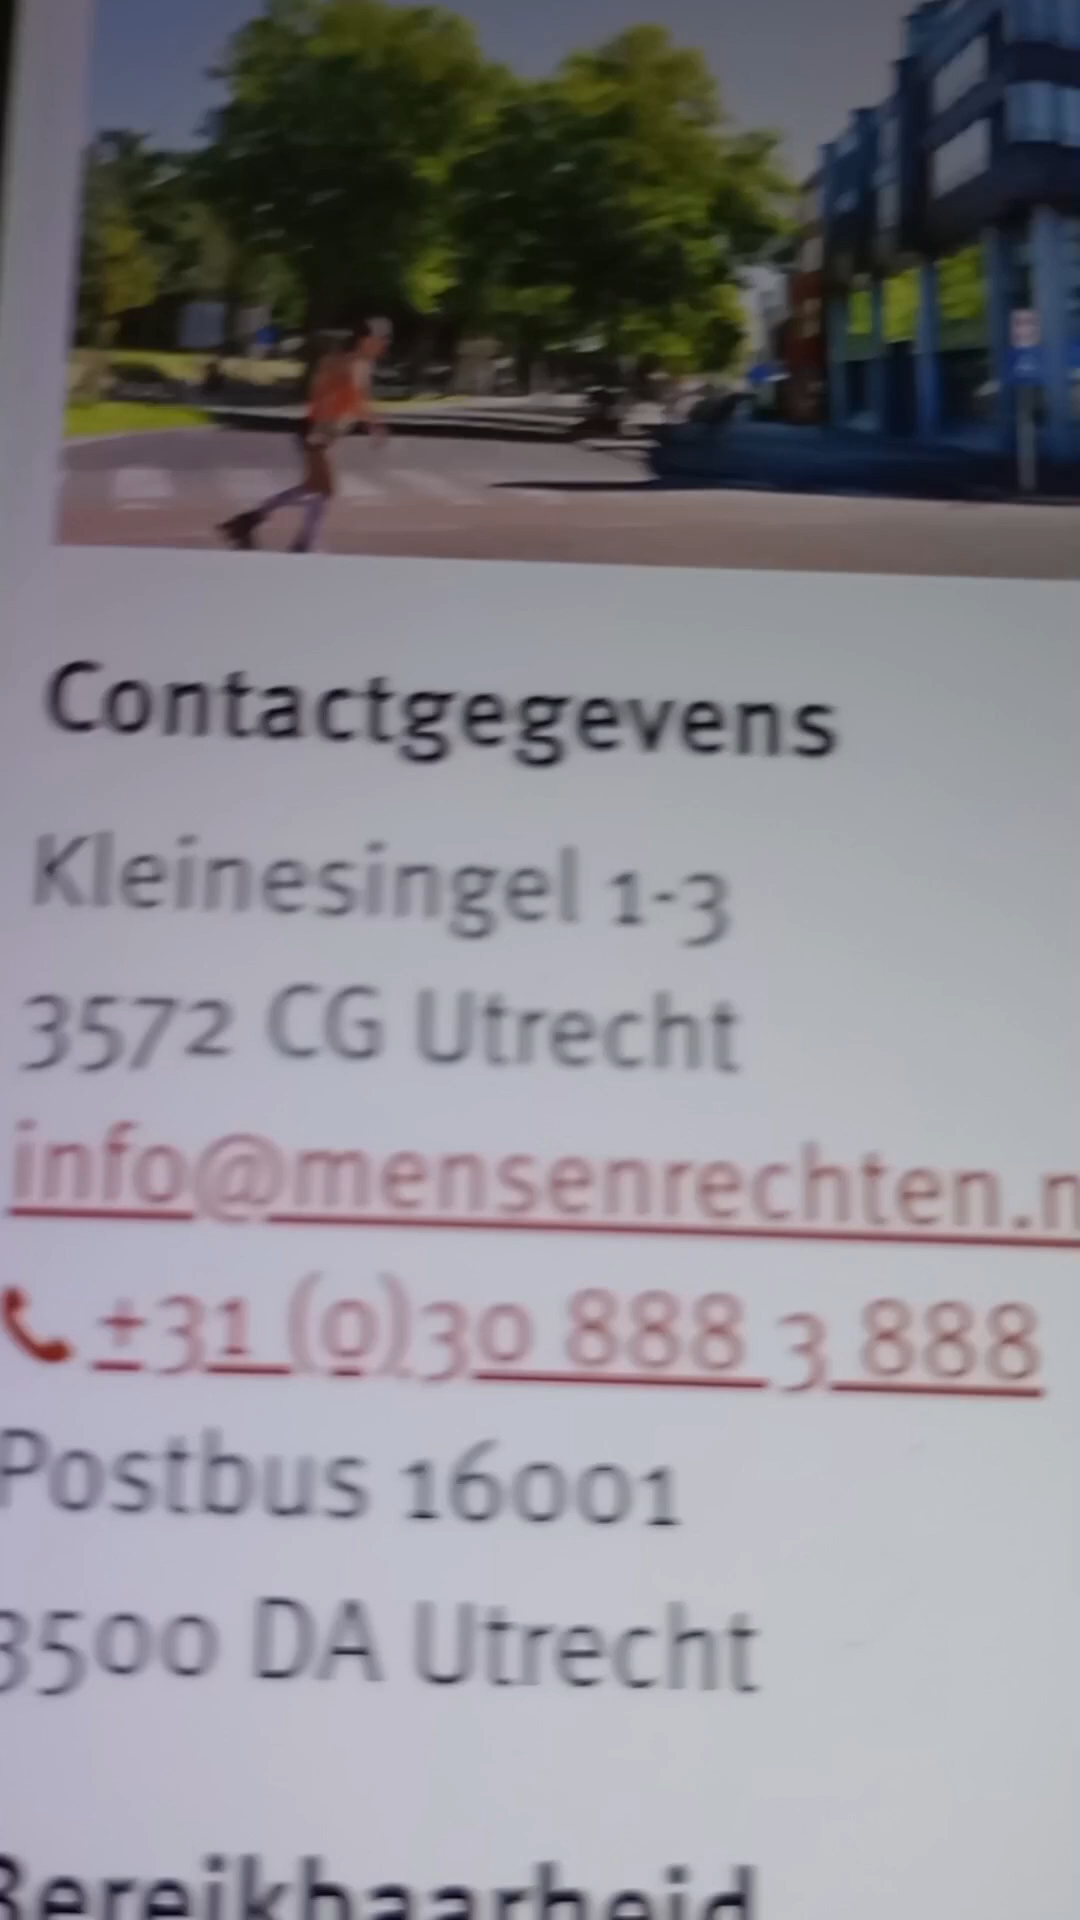 Contactgegevens
Kleinesingel 1-3
3572 CG Utrecht
info@mensenrechten.n
+31 (0)30 888 3 888
Postbus 16001
3500 DA Utrecht
Bereikbaarheid